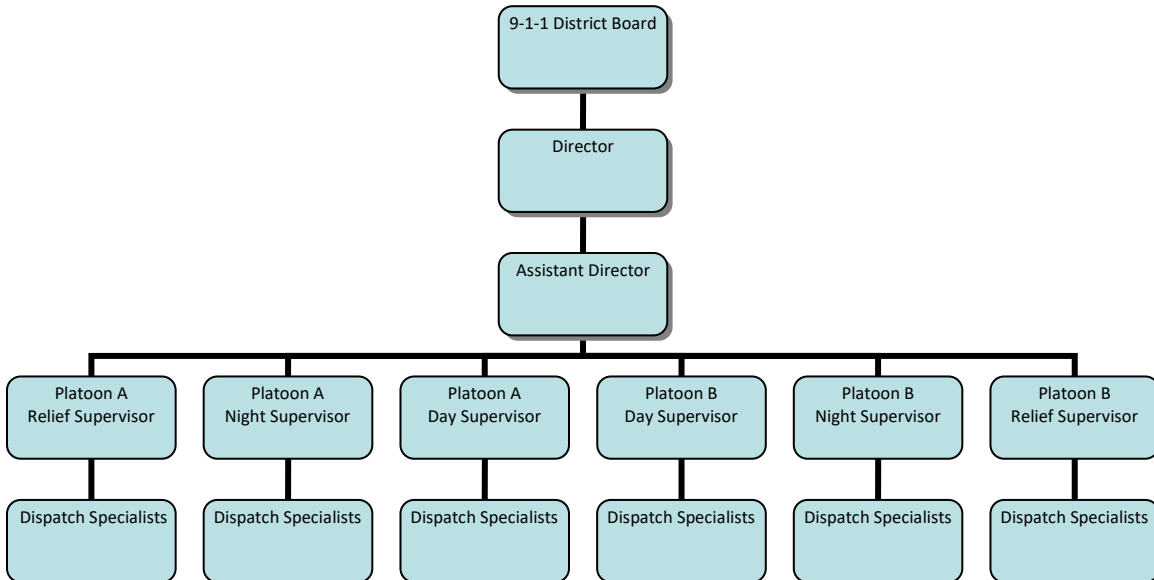 9-1-1 District Board
Director
Assistant Director
Platoon A
Relief Supervisor
Platoon A
Night Supervisor
Platoon A
Day Supervisor
Platoon B
Day Supervisor
Platoon B
Night Supervisor
Platoon B
Relief Supervisor
Dispatch Specialists
Dispatch Specialists
Dispatch Specialists
Dispatch Specialists
Dispatch Specialists
Dispatch Specialists